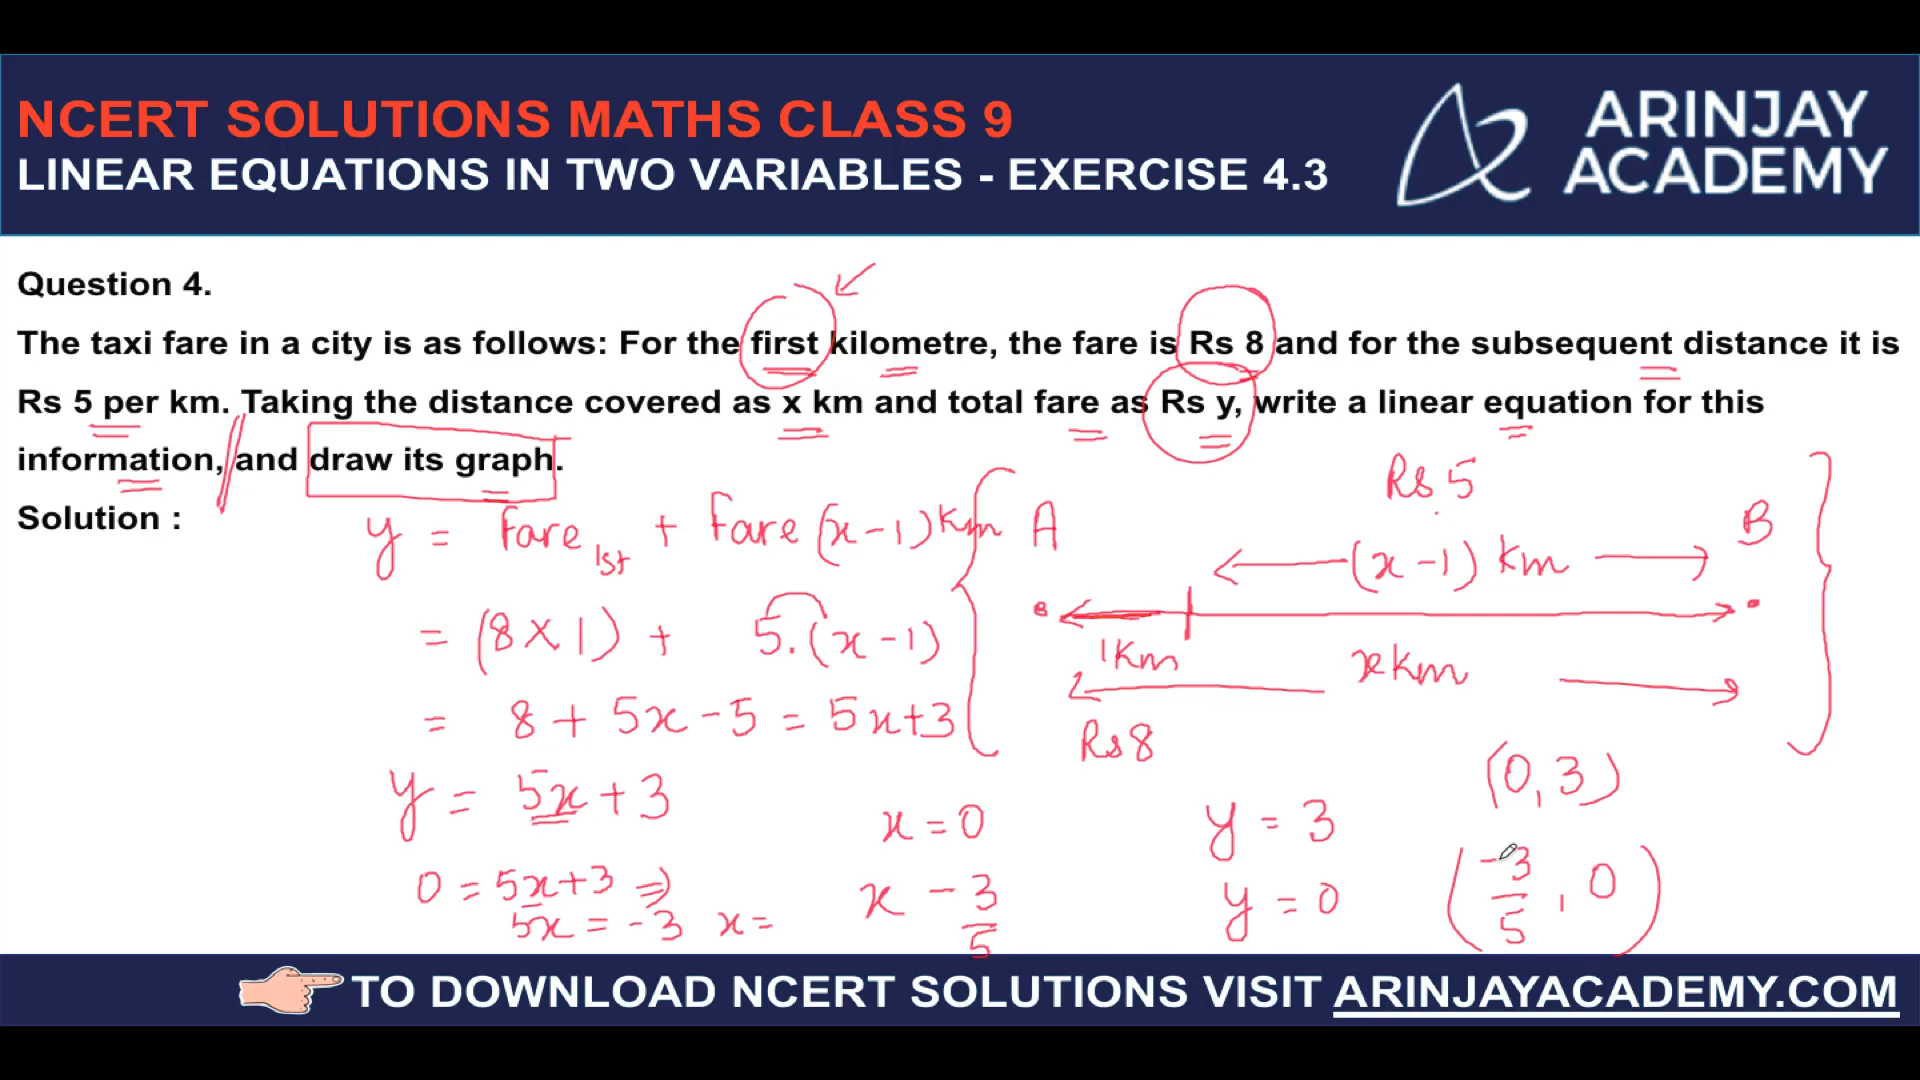 NCERT SOLUTIONS MATHS CLASS 9
LINEAR EQUATIONS IN TWO VARIABLES - EXERCISE 4.3
ARINJAY
ACADEMY
Question 4.
The taxi fare in a city is as follows: For the first kilometre, the fare is Rs 8 and for the subsequent distance it is
Rs 5 per km. Taking the distance covered as x km and total fare as Rs y, write a linear equation for this
information, and draw its graph.
Solution :
y = Fare 1st + Fare (x-1) Km
= (8 × 1) + 5.(x-1)
= 8 + 5x - 5 = 5x+3
y = 5x + 3
0 = 5x+3 ⇒
5x = -3 x =
A
Rs 5
B
(x-1) km
1Km
x km
Rs 8
x = 0
y = 3
(0,3)
x - 3/5
y = 0
(-3/5, 0)
TO DOWNLOAD NCERT SOLUTIONS VISIT ARINJAYACADEMY.COM